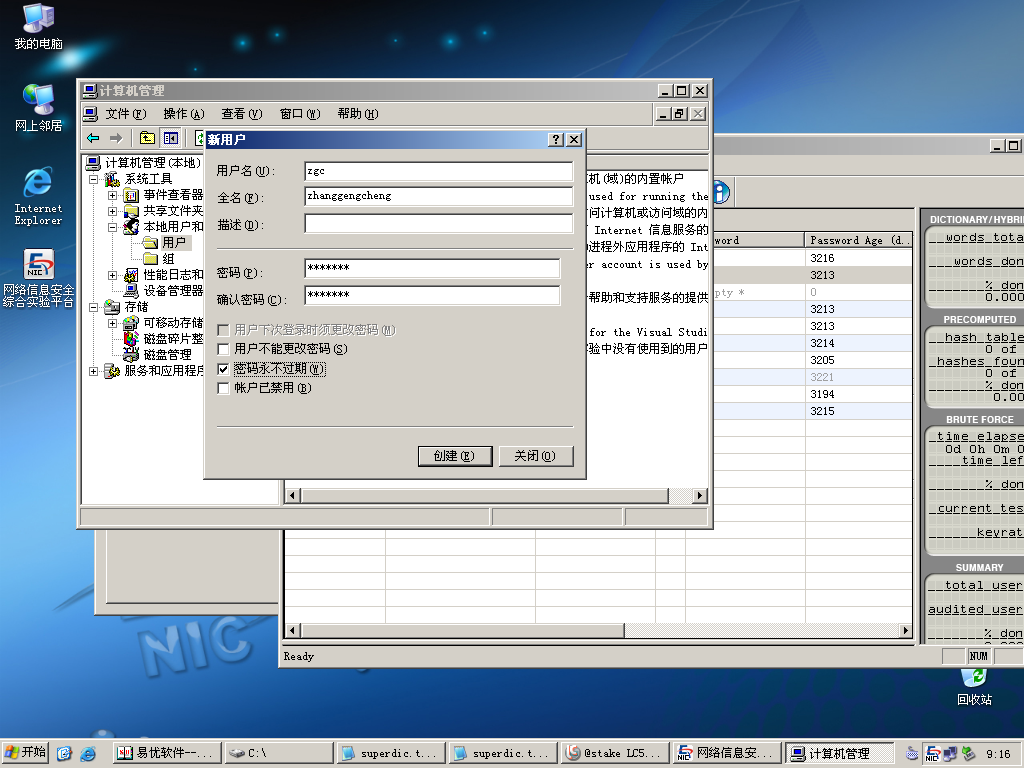 我的电脑
网上邻居
Internet
Explorer
网络信息安全
综合实验平台
NIC
计算机管理
文件(F) 操作(A) 查看(V) 窗口(W) 帮助(H)
计算机管理(本地)
系统工具
事件查看器
共享文件夹
本地用户和
用户
组
性能日志和
设备管理器
存储
可移动存储
磁盘碎片整
磁盘管理
服务和应用程序
新用户
用户名(U): zgc
全名(F): zhanggengcheng
描述(D):
密码(P): *******
确认密码(C): *******
用户下次登录时须更改密码(M)
用户不能更改密码(S)
密码永不过期(W)
帐户已禁用(B)
创建(E) 关闭(O)
机(域)的内置帐户
used for running the
问计算机或访问域的内
Internet 信息服务的
进程外应用程序的 Int
r account is used by
帮助和支持服务的提供
for the Visual Studi
验中没有使用到的用户
word Password Age (d..
3216
3213
pty * 0
3213
3213
3214
3205
3221
3194
3215
DICTIONARY/HYBRI
words tota
words don
% don
0.000
PRECOMPUTED
hash table
0 of
hashes foun
0 of
% don
0.00
BRUTE FORCE
time elapse
0d 0h 0m 0
time lef
% don
current tes
keyrat
SUMMARY
total user
audited user
% don
Ready
NUM
NIC
回收站
开始
易优软件--...
C:\
superdic.t...
superdic.t...
@stake LC5...
网络信息安...
计算机管理
9:16